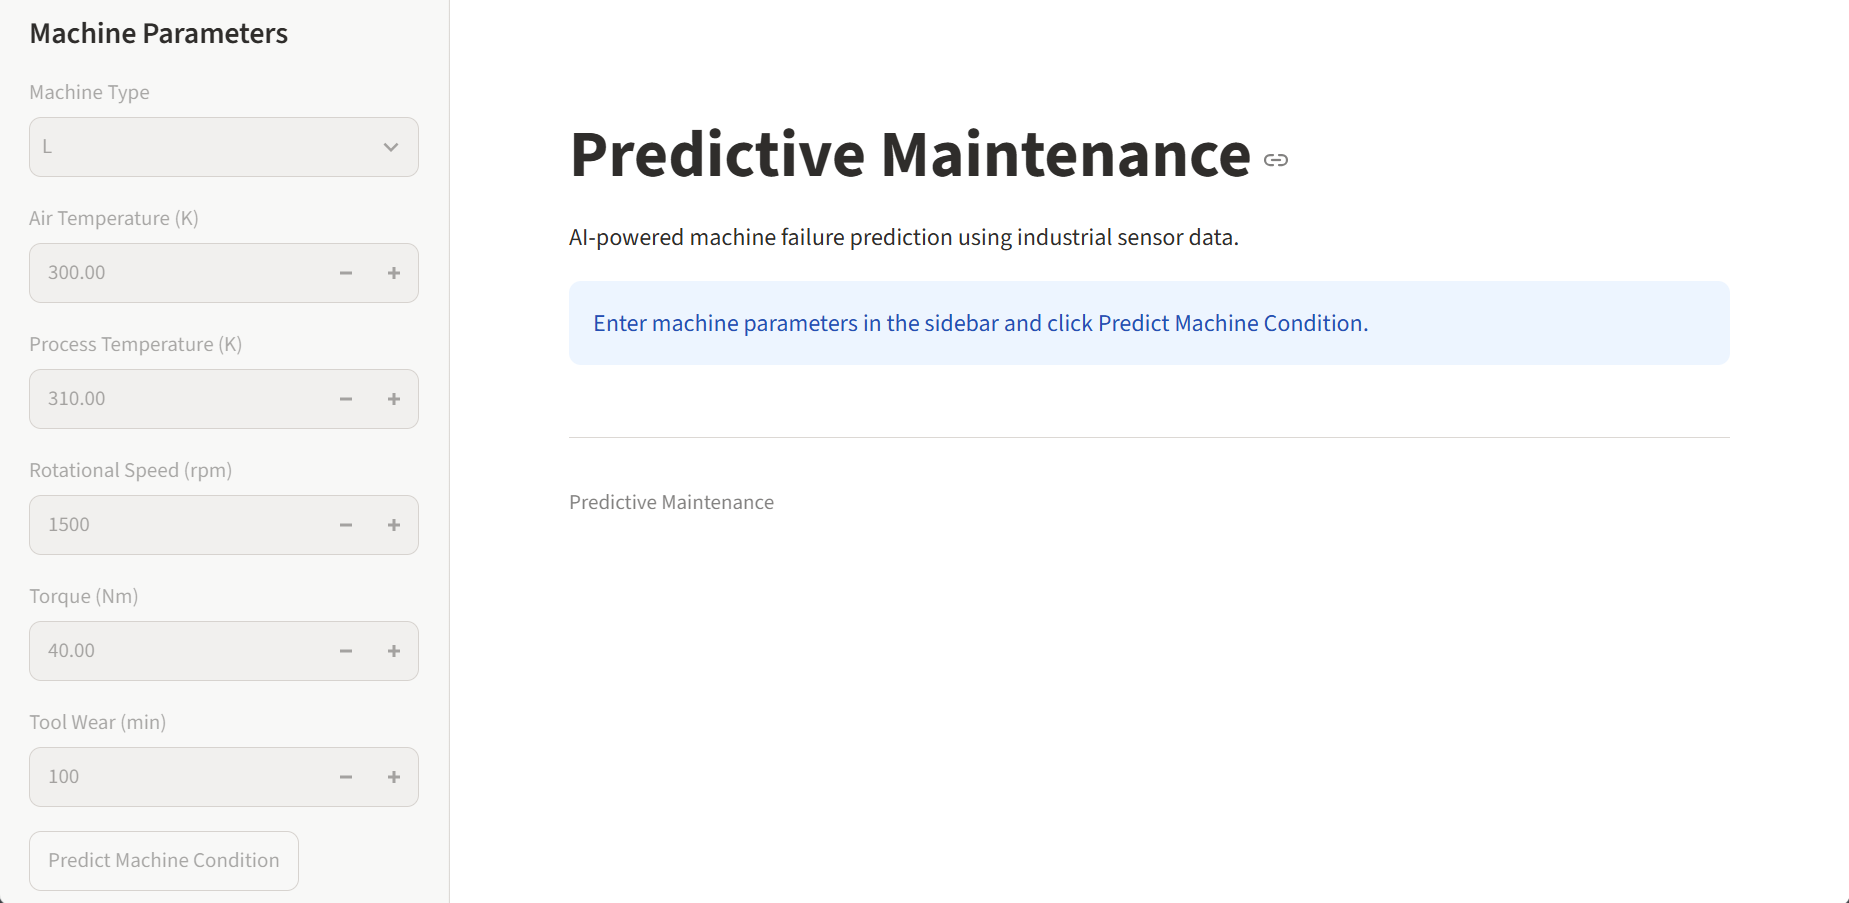 Machine Parameters
Machine Type
L
Air Temperature (K)
300.00
Process Temperature (K)
310.00
Rotational Speed (rpm)
1500
Torque (Nm)
40.00
Tool Wear (min)
100
Predict Machine Condition
Predictive Maintenance
AI-powered machine failure prediction using industrial sensor data.
Enter machine parameters in the sidebar and click Predict Machine Condition.
Predictive Maintenance